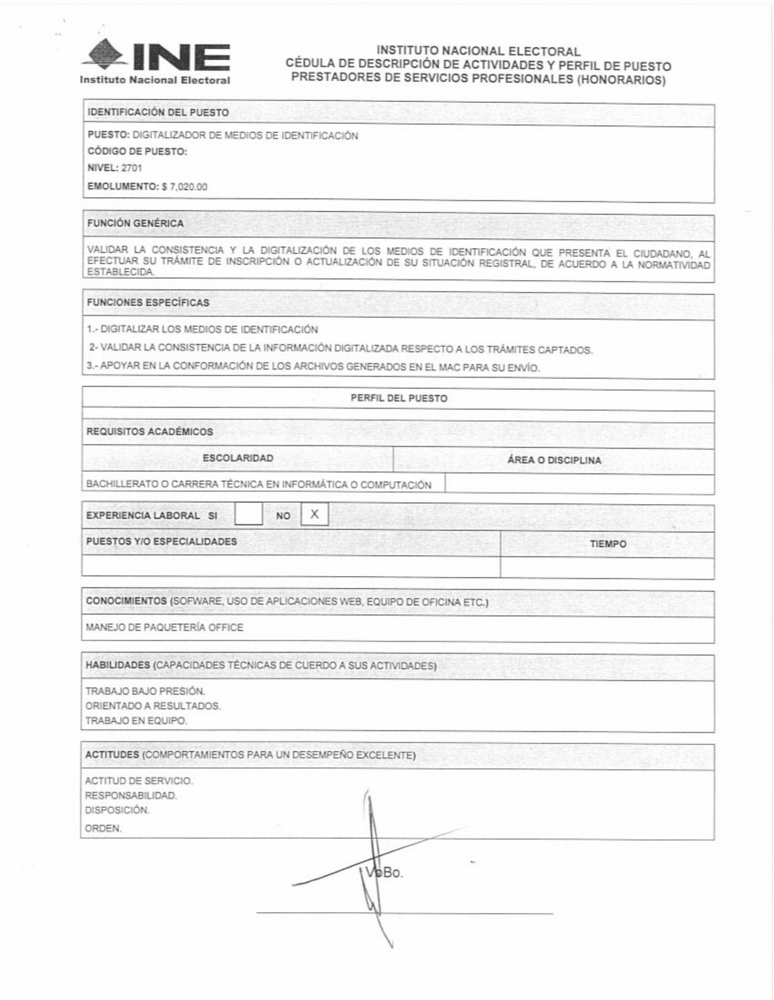 INE
Instituto Nacional Electoral
INSTITUTO NACIONAL ELECTORAL
CÉDULA DE DESCRIPCIÓN DE ACTIVIDADES Y PERFIL DE PUESTO
PRESTADORES DE SERVICIOS PROFESIONALES (HONORARIOS)
IDENTIFICACIÓN DEL PUESTO
PUESTO: DIGITALIZADOR DE MEDIOS DE IDENTIFICACIÓN
CÓDIGO DE PUESTO:
NIVEL: 2701
EMOLUMENTO: $ 7,020.00
FUNCIÓN GENÉRICA
VALIDAR LA CONSISTENCIA Y LA DIGITALIZACIÓN DE LOS MEDIOS DE IDENTIFICACIÓN QUE PRESENTA EL CIUDADANO, AL
EFECTUAR SU TRÁMITE DE INSCRIPCIÓN O ACTUALIZACIÓN DE SU SITUACIÓN REGISTRAL, DE ACUERDO A LA NORMATIVIDAD
ESTABLECIDA.
FUNCIONES ESPECÍFICAS
1.- DIGITALIZAR LOS MEDIOS DE IDENTIFICACIÓN
2- VALIDAR LA CONSISTENCIA DE LA INFORMACIÓN DIGITALIZADA RESPECTO A LOS TRÁMITES CAPTADOS.
3.- APOYAR EN LA CONFORMACIÓN DE LOS ARCHIVOS GENERADOS EN EL MAC PARA SU ENVÍO.
PERFIL DEL PUESTO
REQUISITOS ACADÉMICOS
ESCOLARIDAD ÁREA O DISCIPLINA
BACHILLERATO O CARRERA TÉCNICA EN INFORMÁTICA O COMPUTACIÓN
EXPERIENCIA LABORAL SI NO X
PUESTOS Y/O ESPECIALIDADES TIEMPO
CONOCIMIENTOS (SOFWARE, USO DE APLICACIONES WEB, EQUIPO DE OFICINA ETC.)
MANEJO DE PAQUETERÍA OFFICE
HABILIDADES (CAPACIDADES TÉCNICAS DE CUERDO A SUS ACTIVIDADES)
TRABAJO BAJO PRESIÓN.
ORIENTADO A RESULTADOS.
TRABAJO EN EQUIPO.
ACTITUDES (COMPORTAMIENTOS PARA UN DESEMPEÑO EXCELENTE)
ACTITUD DE SERVICIO.
RESPONSABILIDAD.
DISPOSICIÓN.
ORDEN.
VoBo.